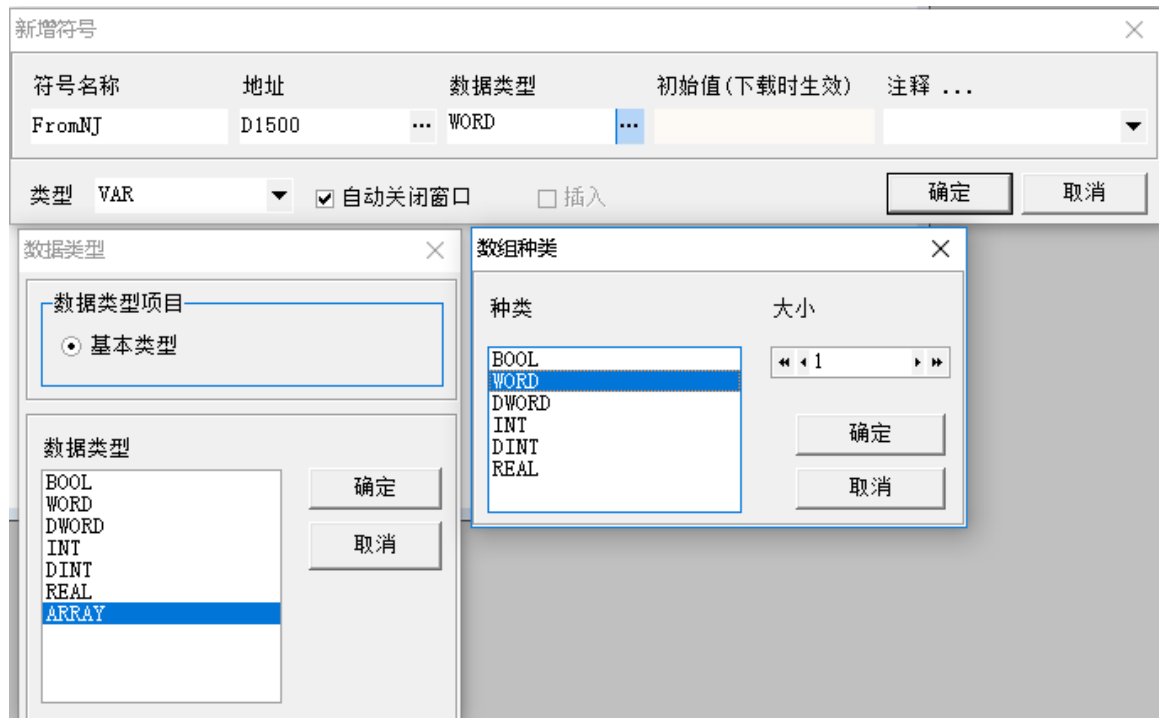 新增符号
符号名称 地址 数据类型 初始值(下载时生效) 注释 ...
FromNJ D1500 ... WORD ...
类型 VAR 自动关闭窗口 插入 确定 取消
数据类型
数据类型项目
基本类型
数据类型
BOOL
WORD
DWORD
INT
DINT
REAL
ARRAY
确定
取消
数组种类
种类 大小
BOOL
WORD
DWORD
INT
DINT
REAL
1
确定
取消